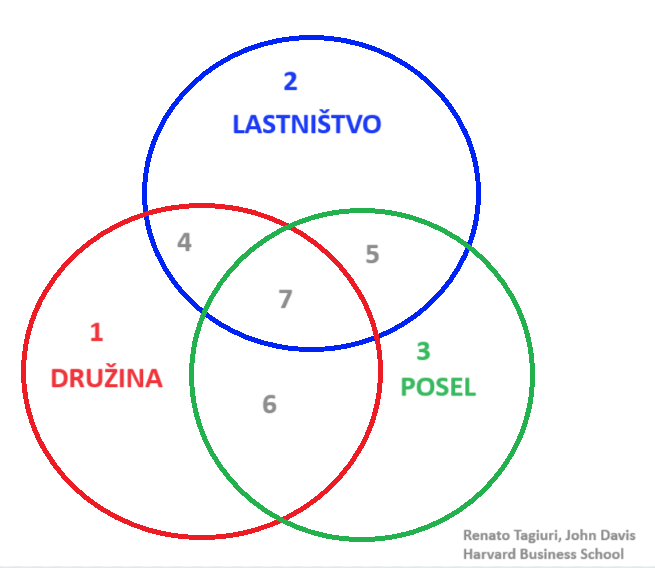 2
LASTNIŠTVO
4
5
7
1
DRUŽINA
3
POSEL
6
Renato Tagiuri, John Davis
Harvard Business School